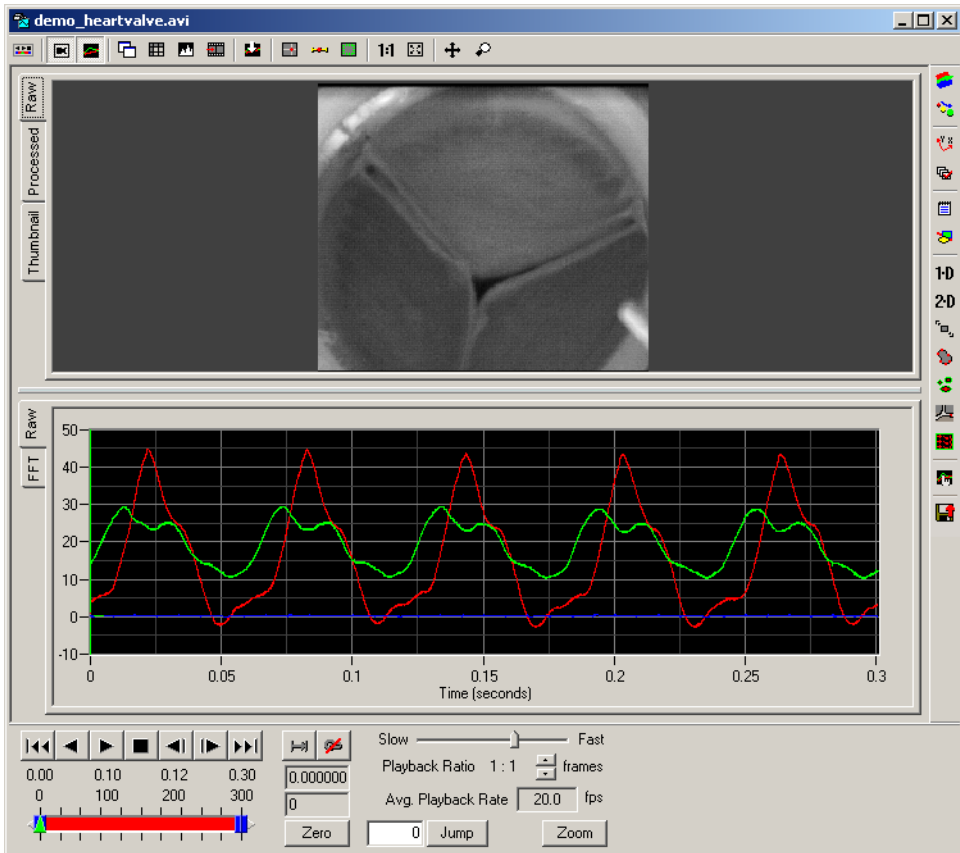 demo_heartvalve.avi
1:1
Raw
Processed
Thumbnail
Y X
1-D
2-D
Raw
FFT
50
40
30
20
10
0
-10
0 0.05 0.1 0.15 0.2 0.25 0.3
Time (seconds)
Slow Fast
Playback Ratio 1 : 1 frames
0.00 0.10 0.12 0.30
0.000000
0 100 200 300
0
Avg. Playback Rate 20.0 fps
Zero 0 Jump Zoom